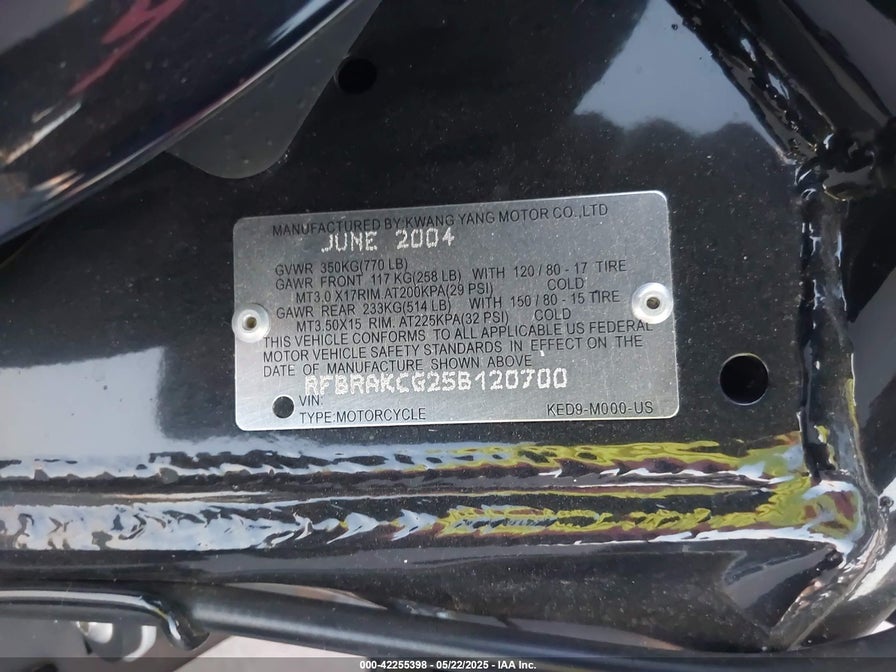 MANUFACTURED BY:KWANG YANG MOTOR CO.,LTD
JUNE 2004
GVWR 350KG(770 LB)
GAWR FRONT 117 KG(258 LB) WITH 120 / 80 - 17 TIRE
MT3.0 X17RIM. AT200KPA(29 PSI) COLD
GAWR REAR 233KG(514 LB) WITH 150 / 80 - 15 TIRE
MT3.50X15 RIM. AT225KPA(32 PSI) COLD
THIS VEHICLE CONFORMS TO ALL APPLICABLE US FEDERAL
MOTOR VEHICLE SAFETY STANDARDS IN EFFECT ON THE
DATE OF MANUFACTURE SHOWN ABOVE
RFBRAKCG25B120700
VIN:
TYPE:MOTORCYCLE KED9-M000-US
000-42255398 - 05/22/2025 - IAA Inc.